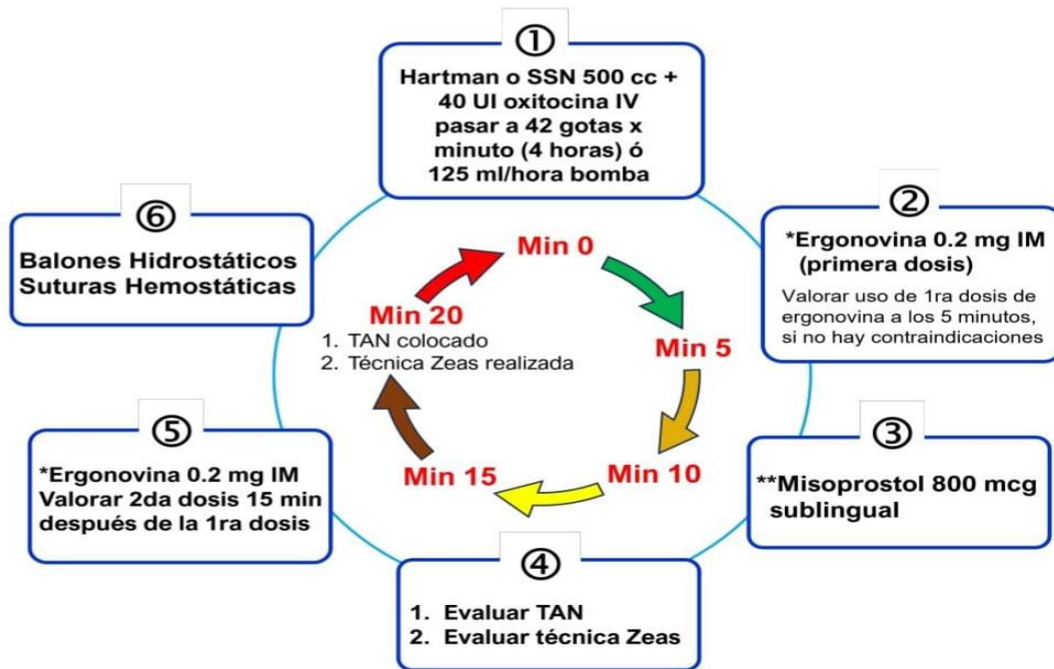 ①
Hartman o SSN 500 cc +
40 UI oxitocina IV
pasar a 42 gotas x
minuto (4 horas) ó
125 ml/hora bomba
②
*Ergonovina 0.2 mg IM
(primera dosis)
Valorar uso de 1ra dosis de
ergonovina a los 5 minutos,
si no hay contraindicaciones
③
**Misoprostol 800 mcg
sublingual
④
1. Evaluar TAN
2. Evaluar técnica Zeas
⑤
*Ergonovina 0.2 mg IM
Valorar 2da dosis 15 min
después de la 1ra dosis
⑥
Balones Hidrostáticos
Suturas Hemostáticas
Min 0
Min 5
Min 10
Min 15
Min 20
1. TAN colocado
2. Técnica Zeas realizada